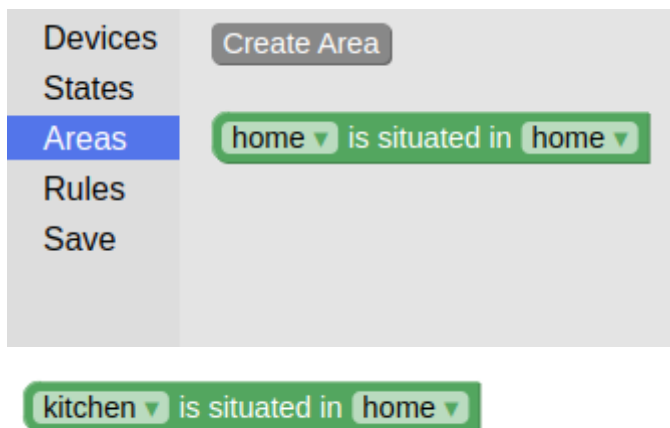 Devices
States
Areas
Rules
Save
Create Area
home ▾ is situated in home ▾
kitchen ▾ is situated in home ▾